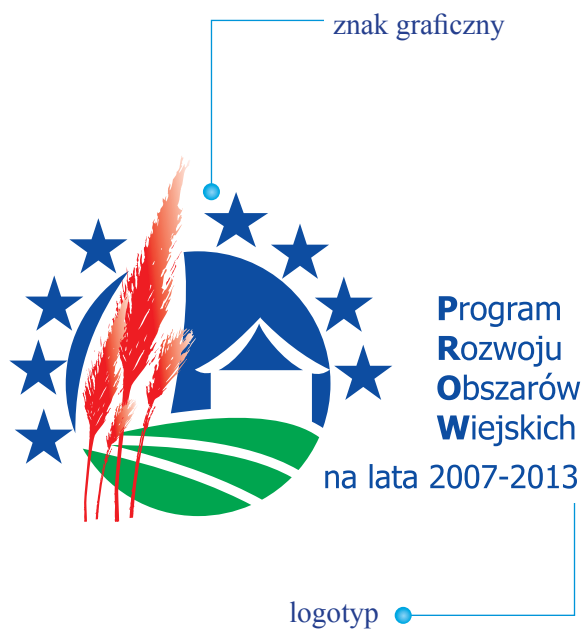 znak graficzny
Program
Rozwoju
Obszarów
Wiejskich
na lata 2007-2013
logotyp